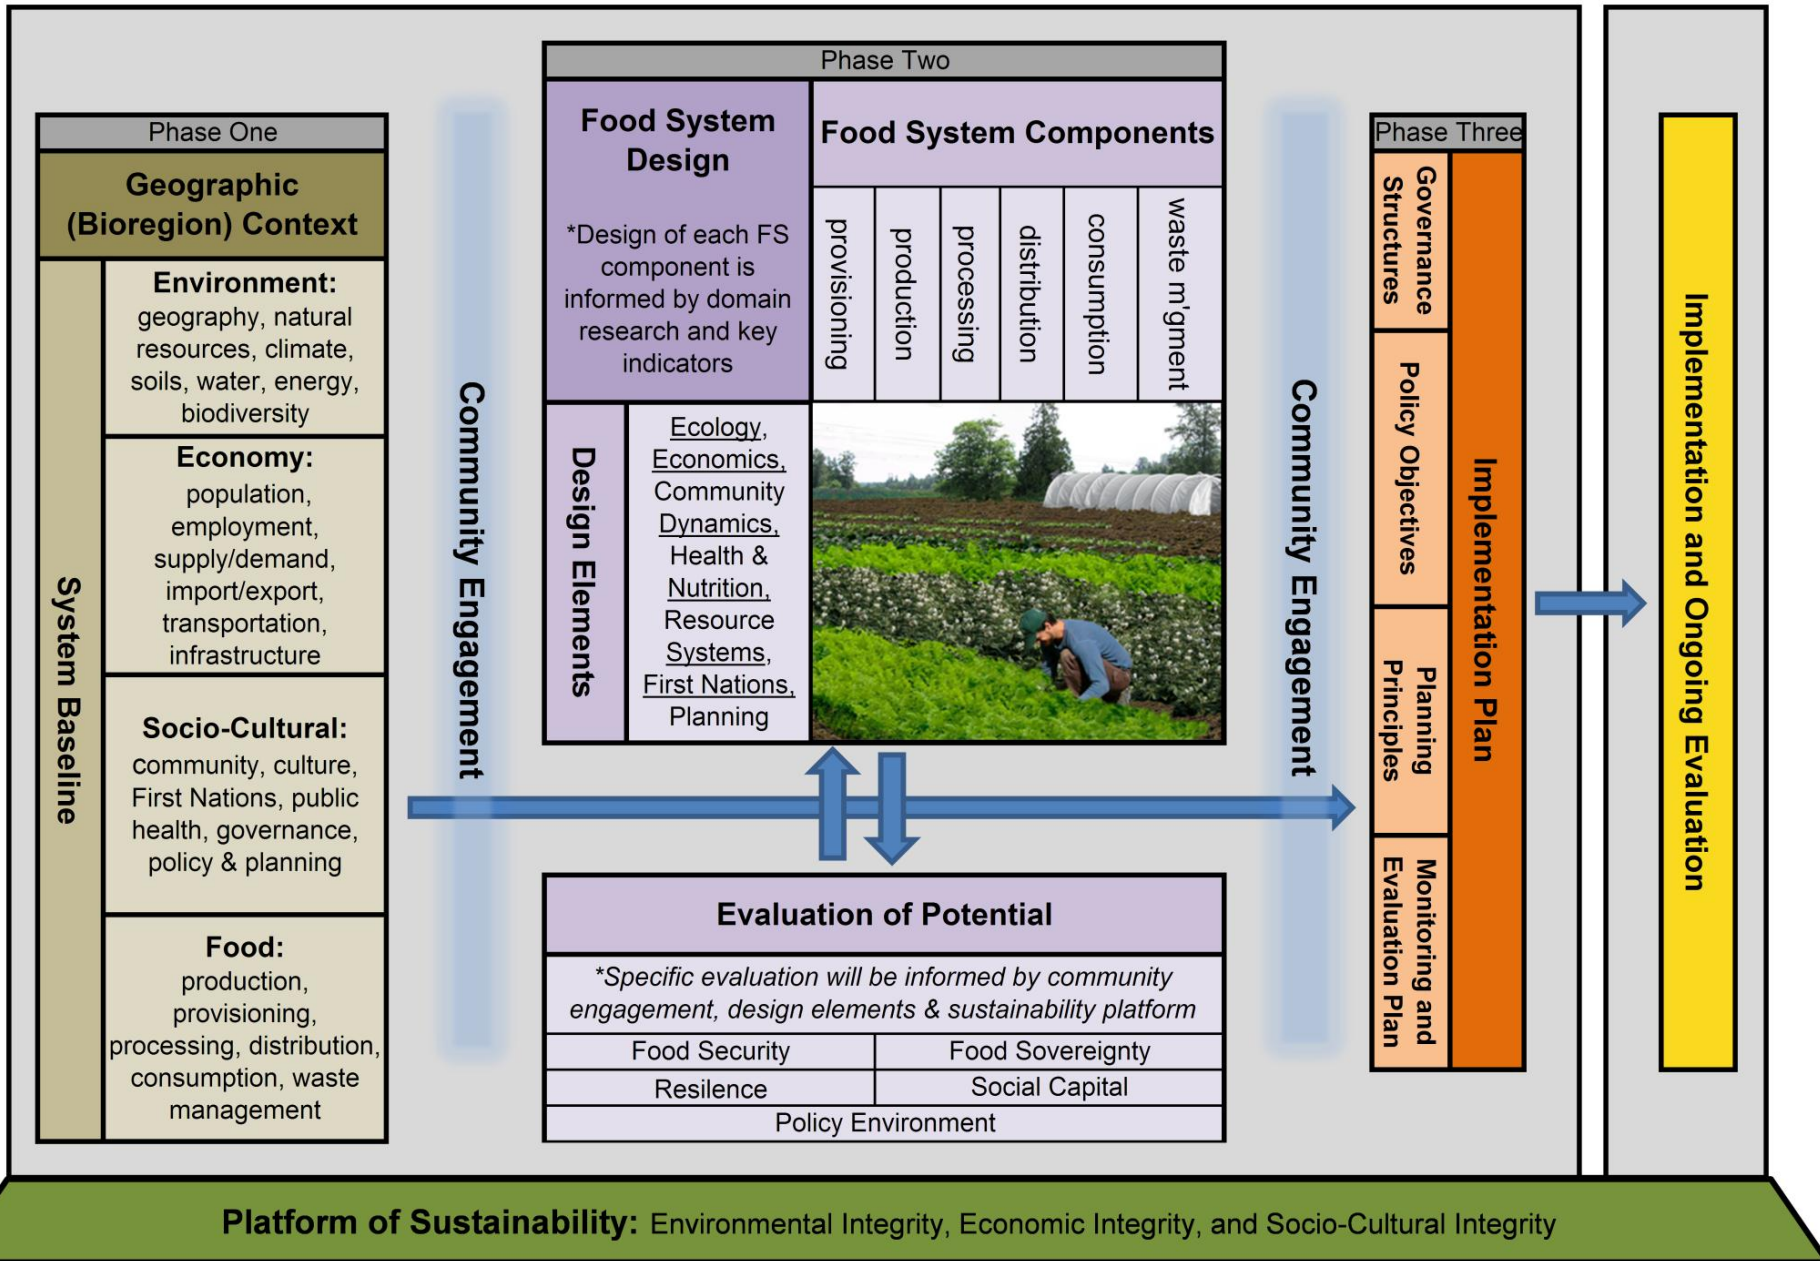 Phase One
Geographic
(Bioregion) Context
System Baseline
Environment:
geography, natural
resources, climate,
soils, water, energy,
biodiversity
Economy:
population,
employment,
supply/demand,
import/export,
transportation,
infrastructure
Socio-Cultural:
community, culture,
First Nations, public
health, governance,
policy & planning
Food:
production,
provisioning,
processing, distribution,
consumption, waste
management
Community Engagement
Phase Two
Food System
Design
*Design of each FS
component is
informed by domain
research and key
indicators
Food System Components
provisioning
production
processing
distribution
consumption
waste m'gment
Design Elements
Ecology,
Economics,
Community
Dynamics,
Health &
Nutrition,
Resource
Systems,
First Nations,
Planning
Evaluation of Potential
*Specific evaluation will be informed by community
engagement, design elements & sustainability platform
Food Security
Food Sovereignty
Resilence
Social Capital
Policy Environment
Community Engagement
Phase Three
Governance
Structures
Policy Objectives
Planning
Principles
Monitoring and
Evaluation Plan
Implementation Plan
Implementation and Ongoing Evaluation
Platform of Sustainability: Environmental Integrity, Economic Integrity, and Socio-Cultural Integrity